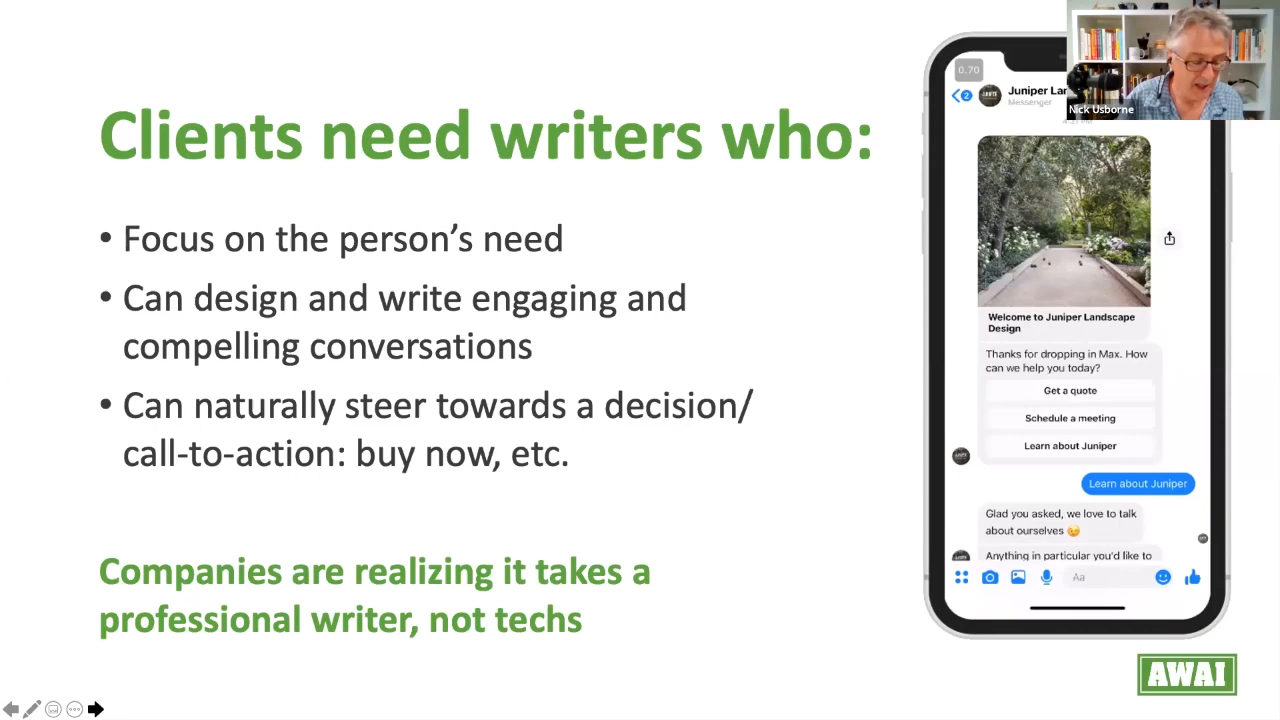 Clients need writers who:
• Focus on the person’s need
• Can design and write engaging and
compelling conversations
• Can naturally steer towards a decision/
call-to-action: buy now, etc.
Companies are realizing it takes a
professional writer, not techs
0.70
2
Juniper Lar
Messenger
Nick Usborne
Welcome to Juniper Landscape
Design
Thanks for dropping in Max. How
can we help you today?
Get a quote
Schedule a meeting
Learn about Juniper
Learn about Juniper
Glad you asked, we love to talk
about ourselves 😉
Anything in particular you'd like to
Aa
AWAI